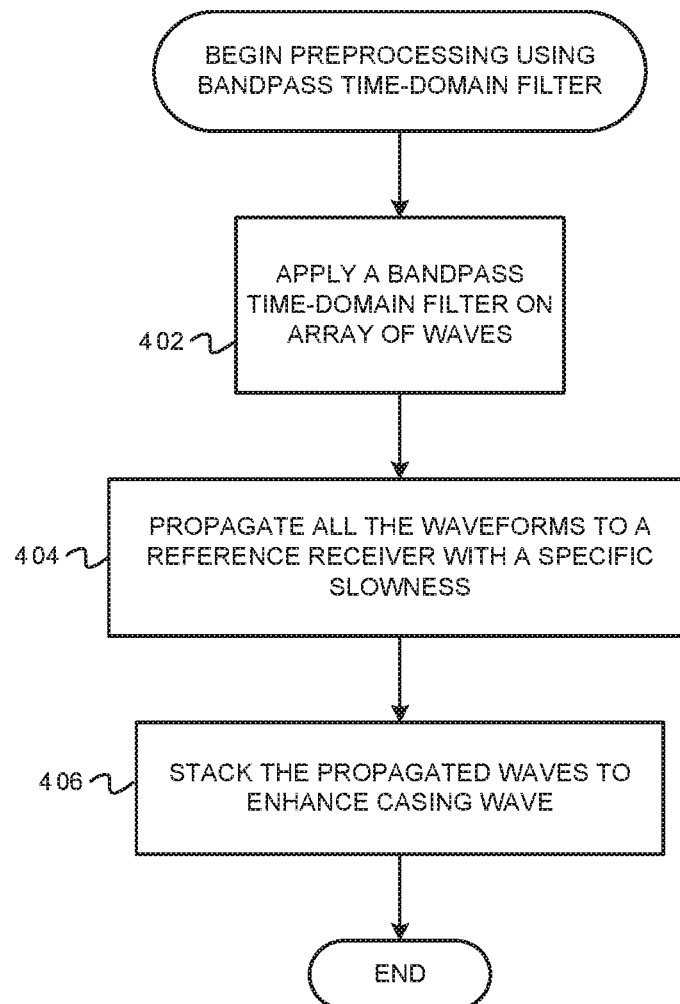 BEGIN PREPROCESSING USING
BANDPASS TIME-DOMAIN FILTER
APPLY A BANDPASS
TIME-DOMAIN FILTER ON
ARRAY OF WAVES
402
PROPAGATE ALL THE WAVEFORMS TO A
REFERENCE RECEIVER WITH A SPECIFIC
SLOWNESS
404
STACK THE PROPAGATED WAVES TO
ENHANCE CASING WAVE
406
END